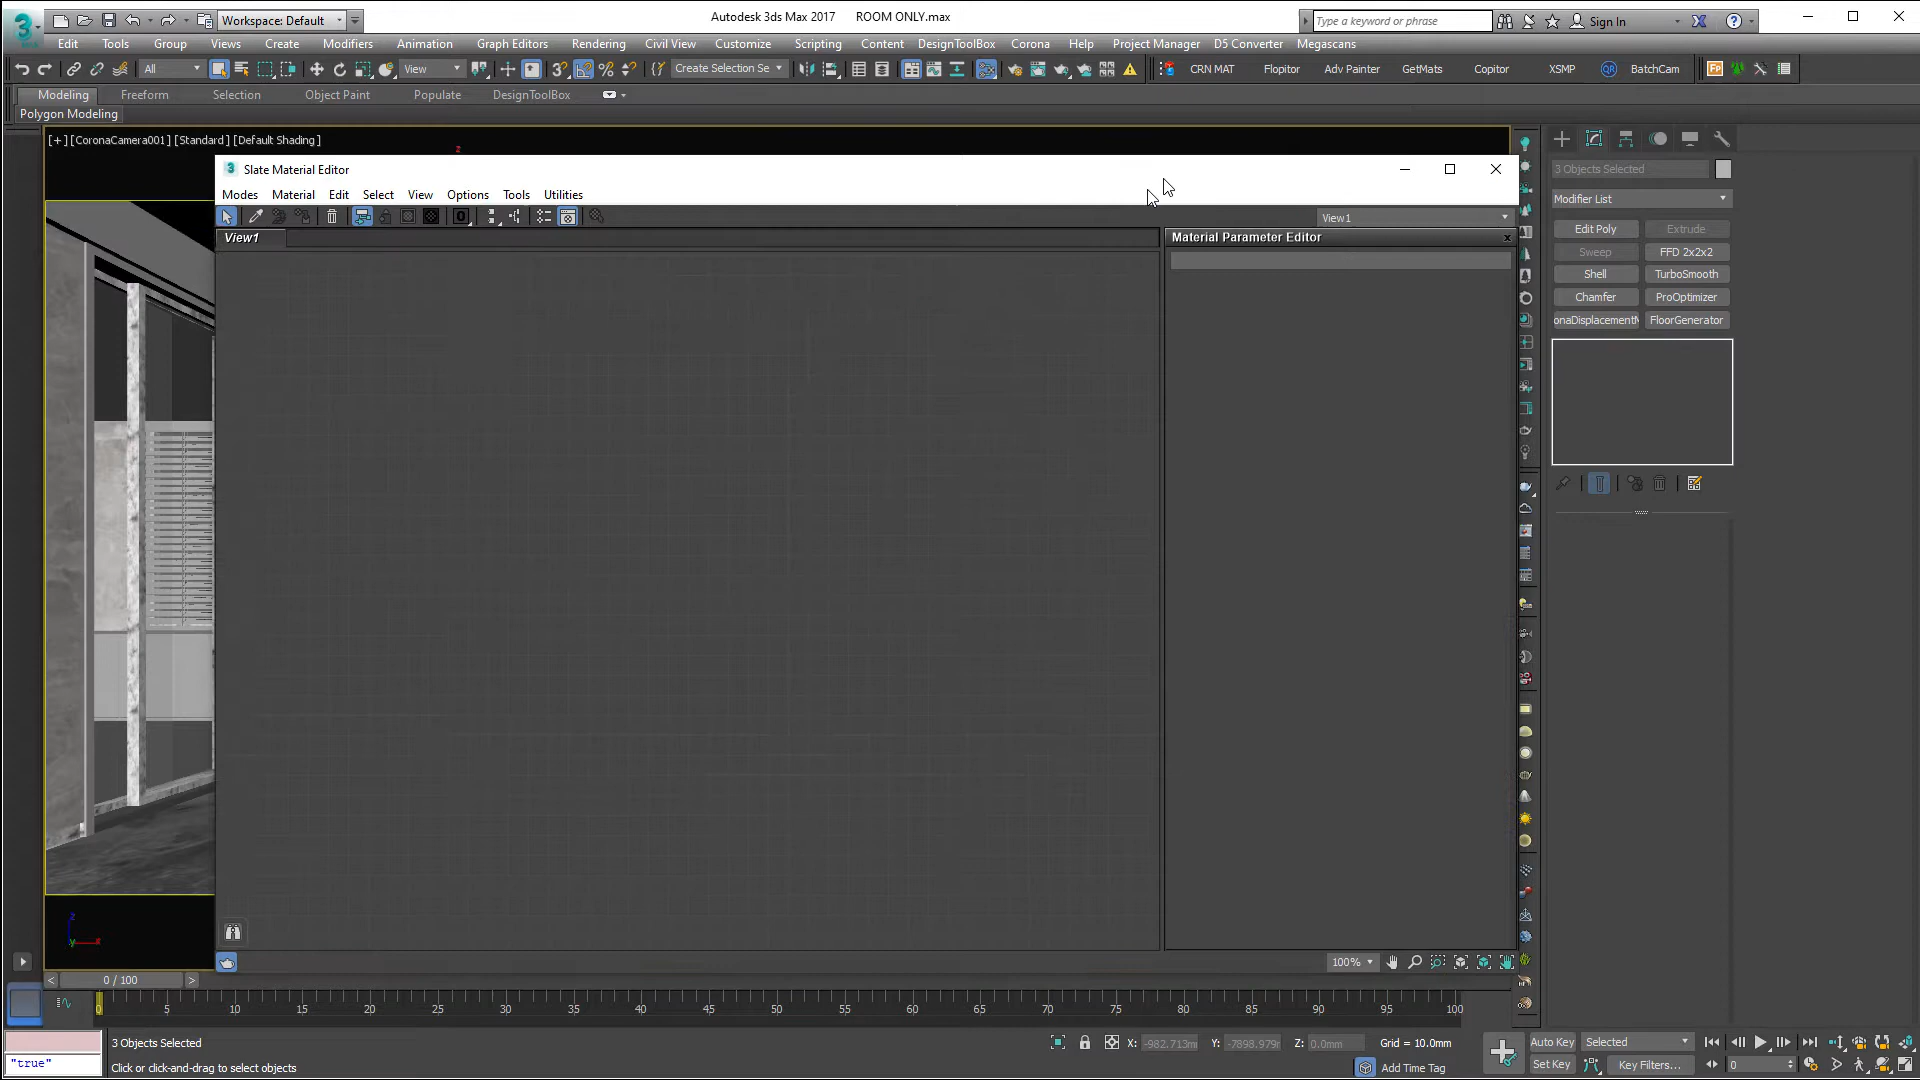 Workspace: Default
Autodesk 3ds Max 2017 ROOM ONLY.max
Type a keyword or phrase
Sign In
Edit Tools Group Views Create Modifiers Animation Graph Editors Rendering Civil View Customize Scripting Content DesignToolBox Corona Help Project Manager D5 Converter Megascans
All View Create Selection Se CRN MAT Flopitor Adv Painter GetMats Copitor XSMP BatchCam
Modeling Freeform Selection Object Paint Populate DesignToolBox
Polygon Modeling
[+] [CoronaCamera001] [Standard] [Default Shading]
z
Slate Material Editor
Modes Material Edit Select View Options Tools Utilities
View1
View1
Material Parameter Editor
3 Objects Selected
Modifier List
Edit Poly Extrude
Sweep FFD 2x2x2
Shell TurboSmooth
Chamfer ProOptimizer
onaDisplacementM FloorGenerator
z
y x
100%
< 0 / 100 >
0 5 10 15 20 25 30 35 40 45 50 55 60 65 70 75 80 85 90 95 100
"true"
3 Objects Selected
Click or click-and-drag to select objects
X: -982.713m Y: -7898.979m Z: 0.0mm Grid = 10.0mm
Add Time Tag
Auto Key Selected
Set Key Key Filters... 0